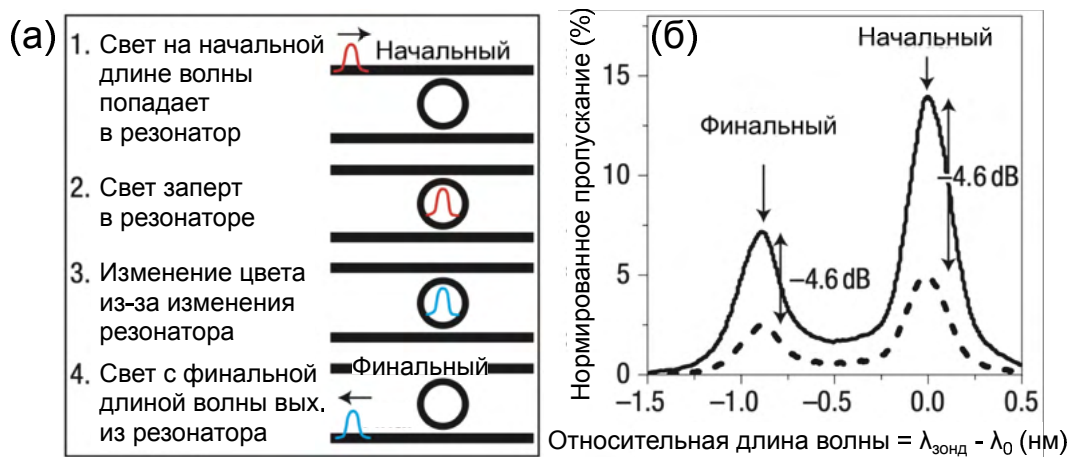 (а)
1. Свет на начальной
длине волны
попадает
в резонатор
Начальный
2. Свет заперт
в резонаторе
3. Изменение цвета
из-за изменения
резонатора
4. Свет с финальной
длиной волны вых.
из резонатора
Финальный
(б)
Нормированное пропускание (%)
Начальный
Финальный
–4.6 dB
–4.6 dB
15
10
5
0
–1.5 –1.0 –0.5 0.0 0.5
Относительная длина волны = λзонд - λ0 (нм)